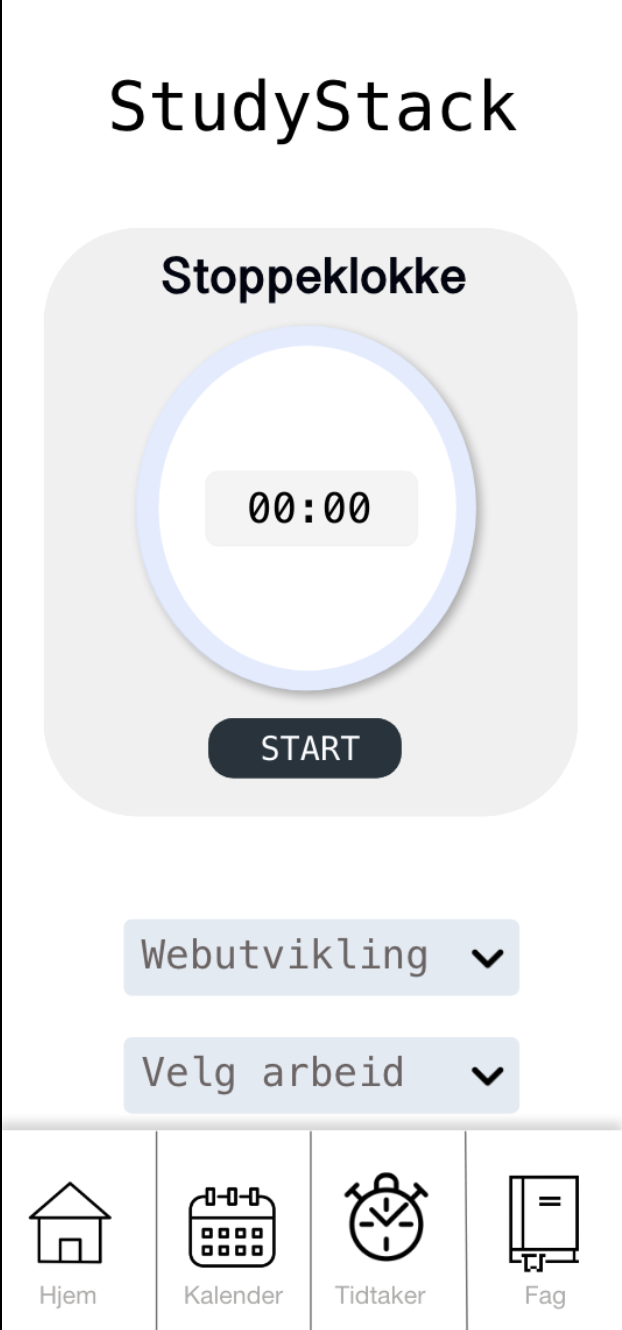 StudyStack
Stoppeklokke
00:00
START
Webutvikling
Velg arbeid
Hjem Kalender Tidtaker Fag